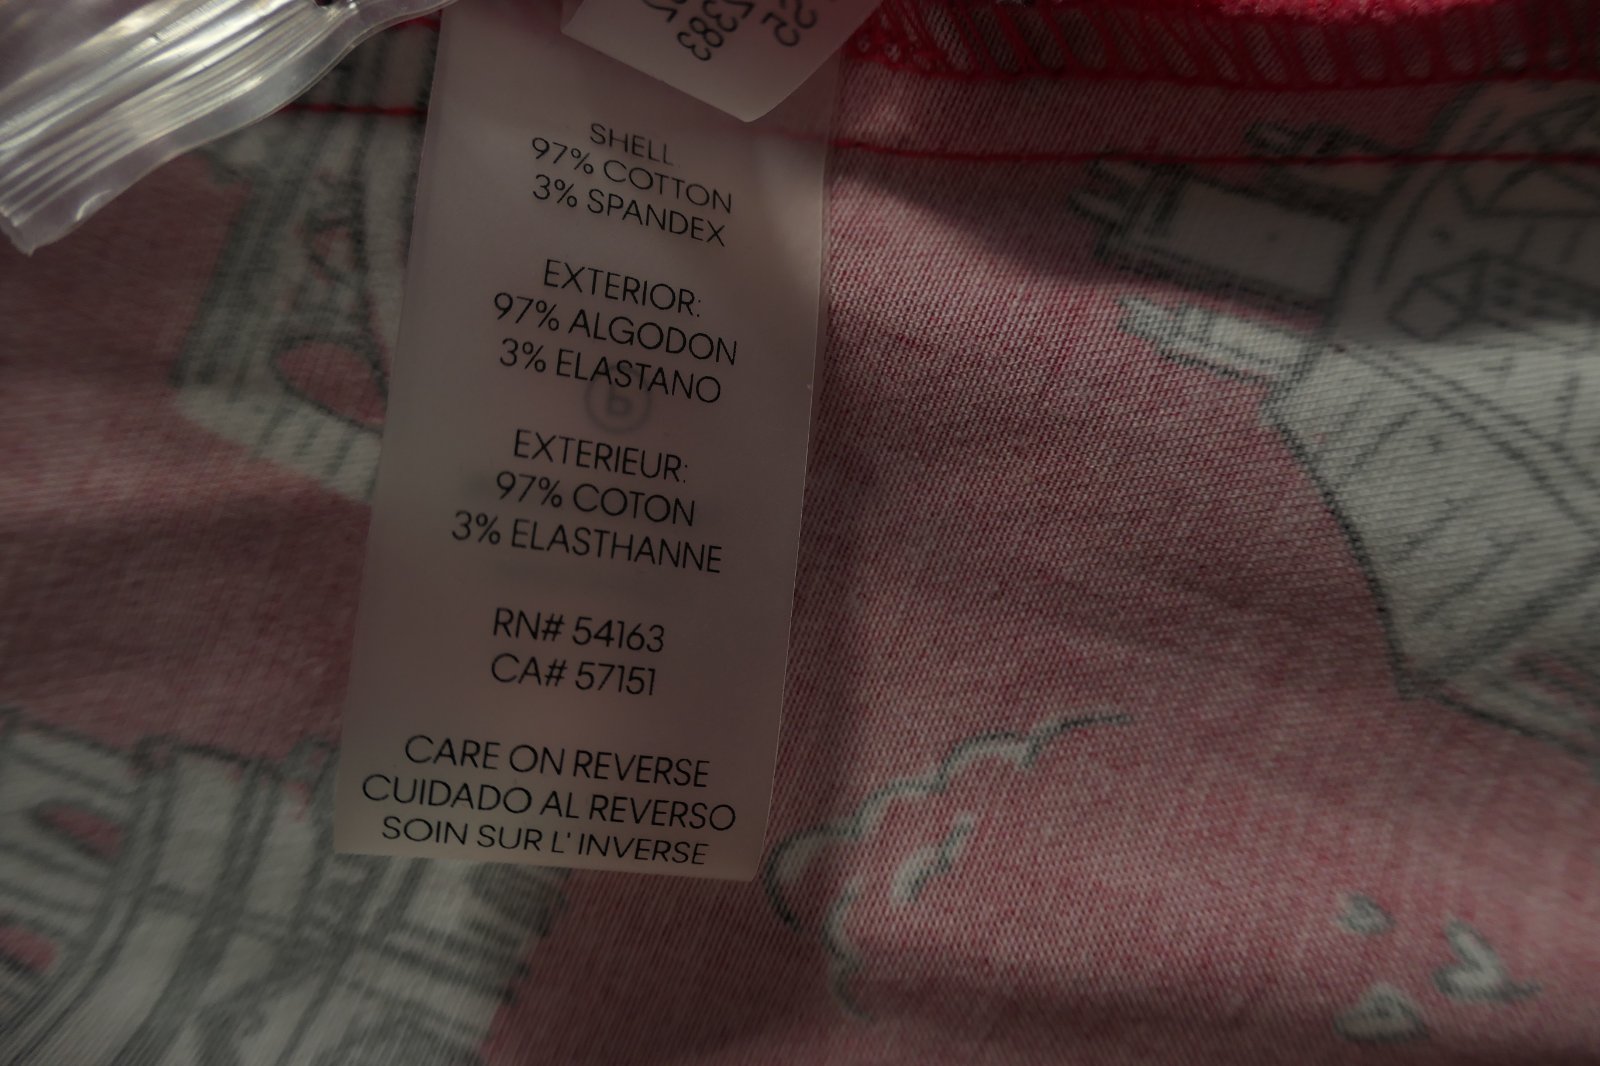 SHELL
97% COTTON
3% SPANDEX
EXTERIOR:
97% ALGODON
3% ELASTANO
EXTERIEUR:
97% COTON
3% ELASTHANNE
RN# 54163
CA# 57151
CARE ON REVERSE
CUIDADO AL REVERSO
SOIN SUR L' INVERSE